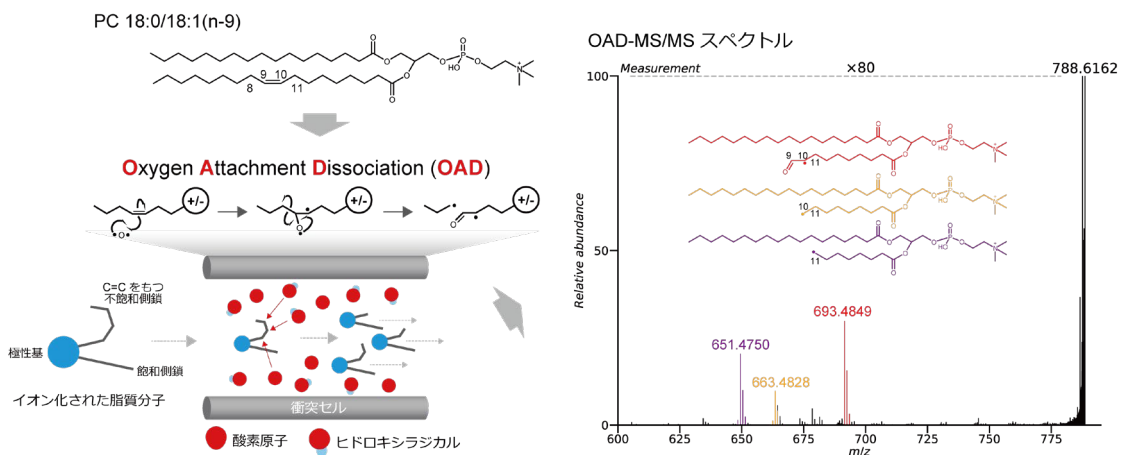 PC 18:0/18:1(n-9)
9 10
8 11
O
O
O
O
P
O
HO
O
N+
Oxygen Attachment Dissociation (OAD)
+/-
+/-
+/-
O
O
O
C=Cをもつ
不飽和側鎖
極性基
飽和側鎖
イオン化された脂質分子
衝突セル
酸素原子
ヒドロキシラジカル
OAD-MS/MS スペクトル
Measurement
×80
788.6162
9
10
11
10
11
11
693.4849
651.4750
663.4828
Relative abundance
100
50
0
600 625 650 675 700 725 750 775
m/z